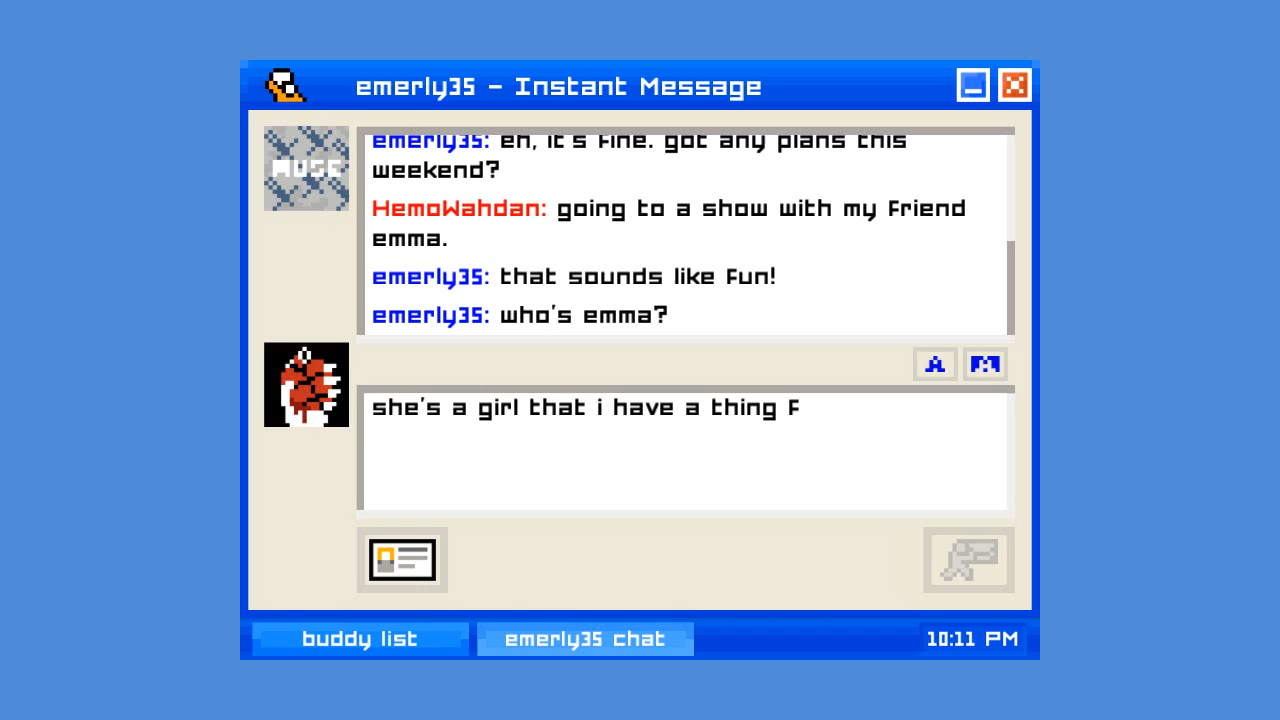 emerly35 - Instant Message
MUSE
emerly35: eh, it's fine. got any plans this
weekend?
HemoWahdan: going to a show with my friend
emma.
emerly35: that sounds like fun!
emerly35: who's emma?
A
she's a girl that i have a thing f
buddy list
emerly35 chat
10:11 PM